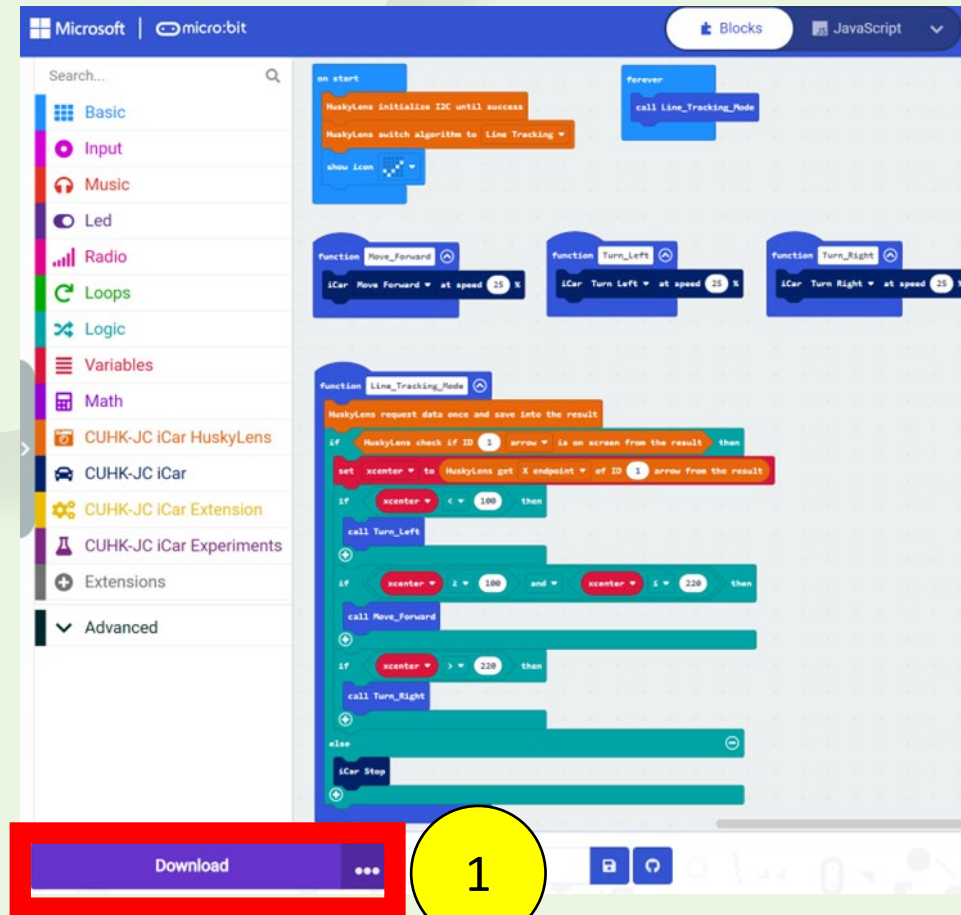 Microsoft micro:bit Blocks JavaScript
Search...
Basic
Input
Music
Led
Radio
Loops
Logic
Variables
Math
CUHK-JC iCar HuskyLens
CUHK-JC iCar
CUHK-JC iCar Extension
CUHK-JC iCar Experiments
Extensions
Advanced
on start
HuskyLens initialize I2C until success
HuskyLens switch algorithm to Line Tracking
show icon
forever
call Line_Tracking_Mode
function Move_Forward
iCar Move Forward at speed 25 %
function Turn_Left
iCar Turn Left at speed 25 %
function Turn_Right
iCar Turn Right at speed 25 %
function Line_Tracking_Mode
HuskyLens request data once and save into the result
if HuskyLens check if ID 1 arrow is on screen from the result then
set xcenter to HuskyLens get X endpoint of ID 1 arrow from the result
if xcenter < 100 then
call Turn_Left
if xcenter ≥ 100 and xcenter ≤ 220 then
call Move_Forward
if xcenter > 220 then
call Turn_Right
else
iCar Stop
Download
1